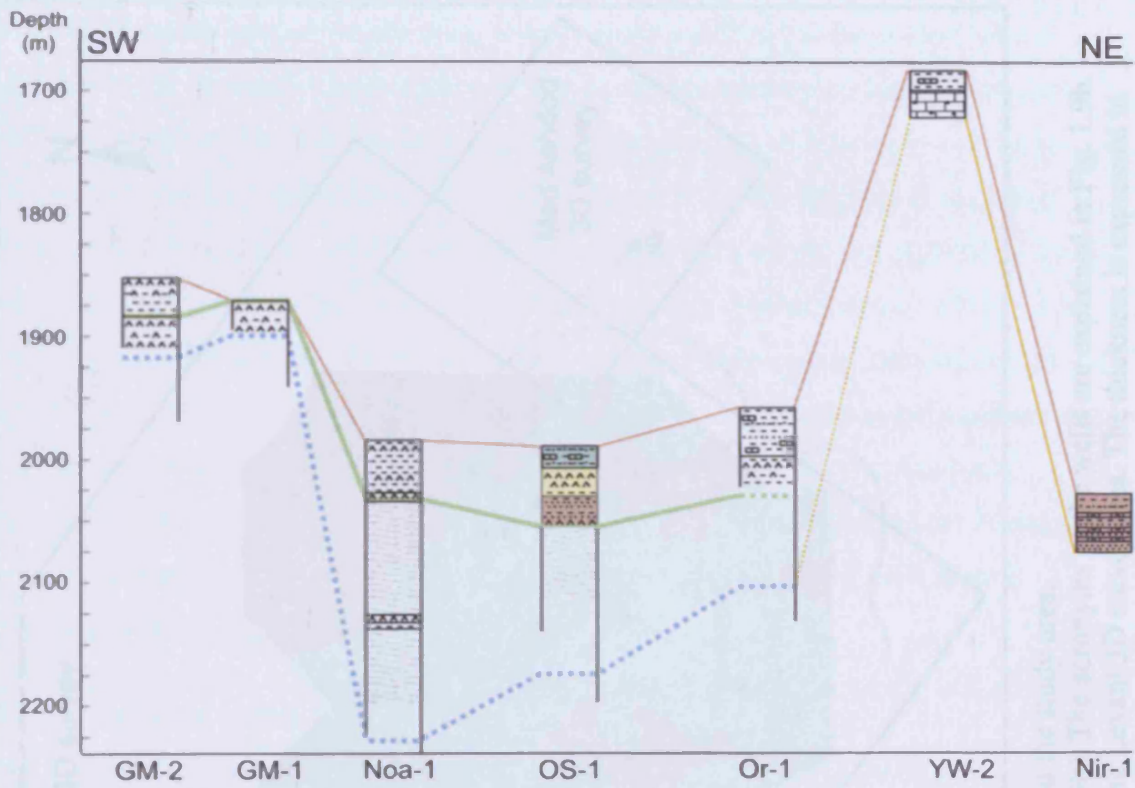 Depth
(m)
SW
NE
1700
1800
1900
2000
2100
2200
GM-2
GM-1
Noa-1
OS-1
Or-1
YW-2
Nir-1